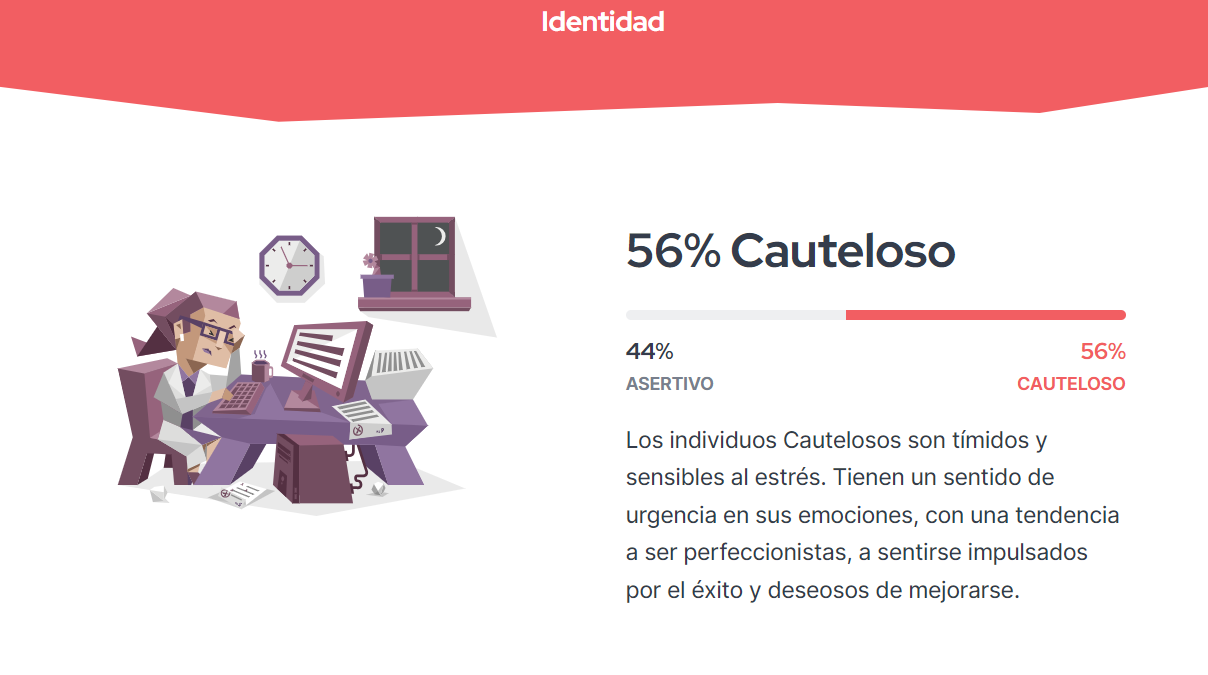 Identidad
56% Cauteloso
44% 56%
ASERTIVO CAUTELOSO
Los individuos Cautelosos son tímidos y
sensibles al estrés. Tienen un sentido de
urgencia en sus emociones, con una tendencia
a ser perfeccionistas, a sentirse impulsados
por el éxito y deseosos de mejorarse.